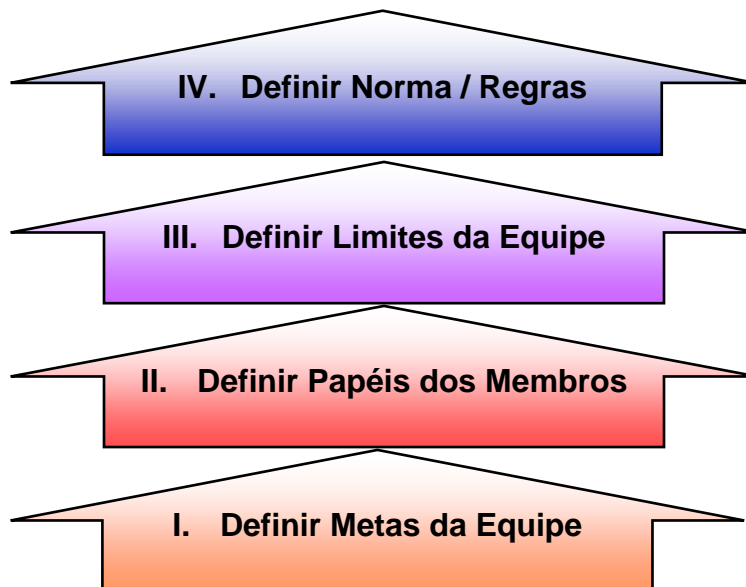 IV. Definir Norma / Regras
III. Definir Limites da Equipe
II. Definir Papéis dos Membros
I. Definir Metas da Equipe